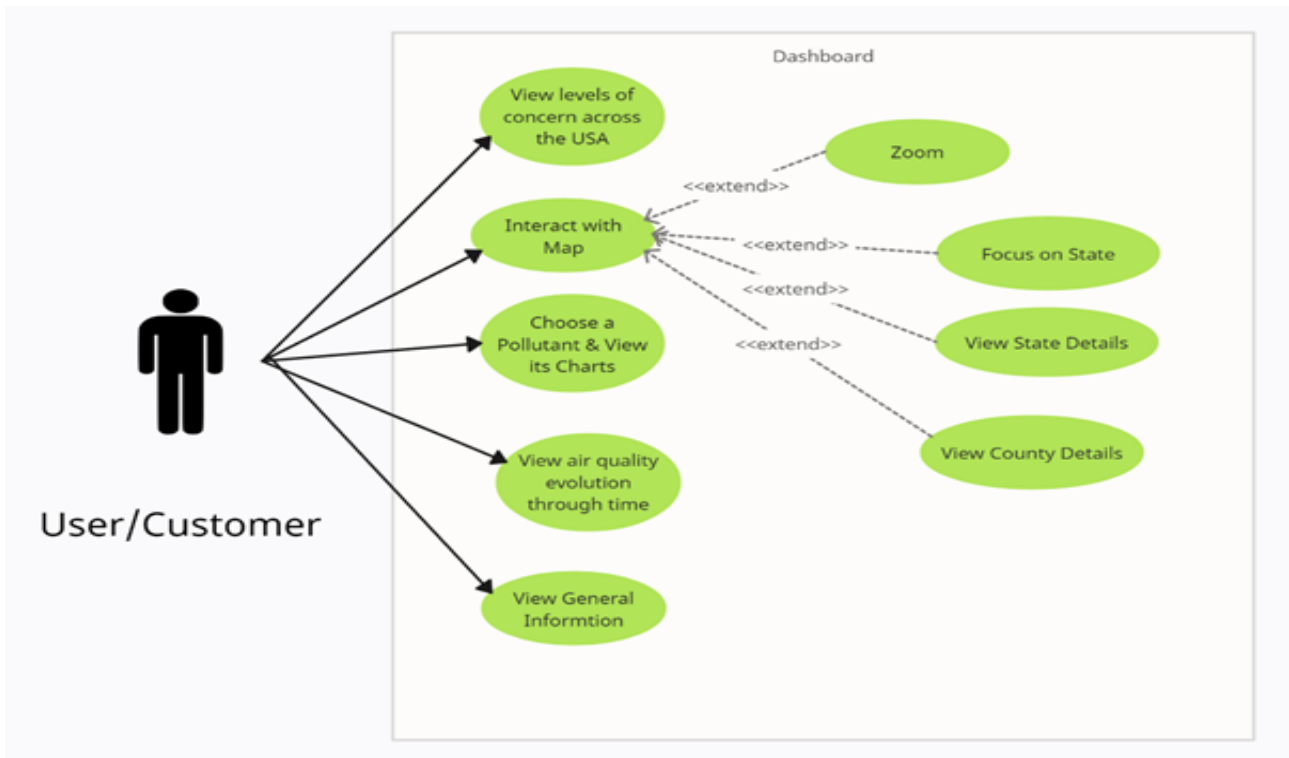 Dashboard
View levels of
concern across
the USA
Zoom
<<extend>>
Interact with
Map
<<extend>>
Focus on State
<<extend>>
Choose a
Pollutant & View
its Charts
<<extend>>
View State Details
View air quality
evolution
through time
View County Details
User/Customer
View General
Informtion